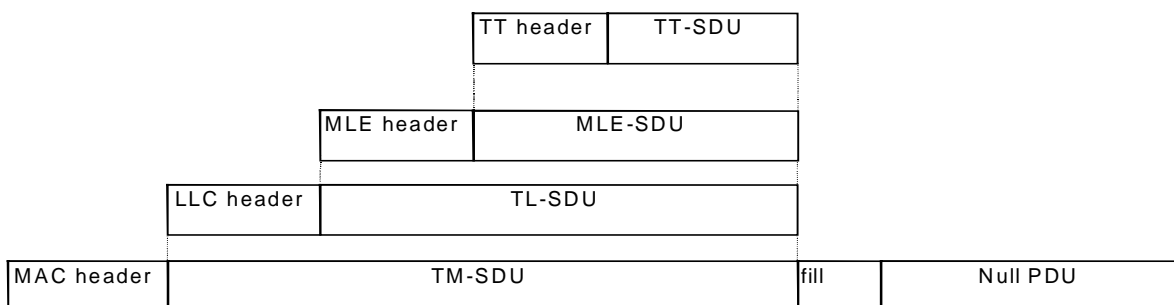 TT header TT-SDU
MLE header MLE-SDU
LLC header TL-SDU
MAC header TM-SDU fill Null PDU